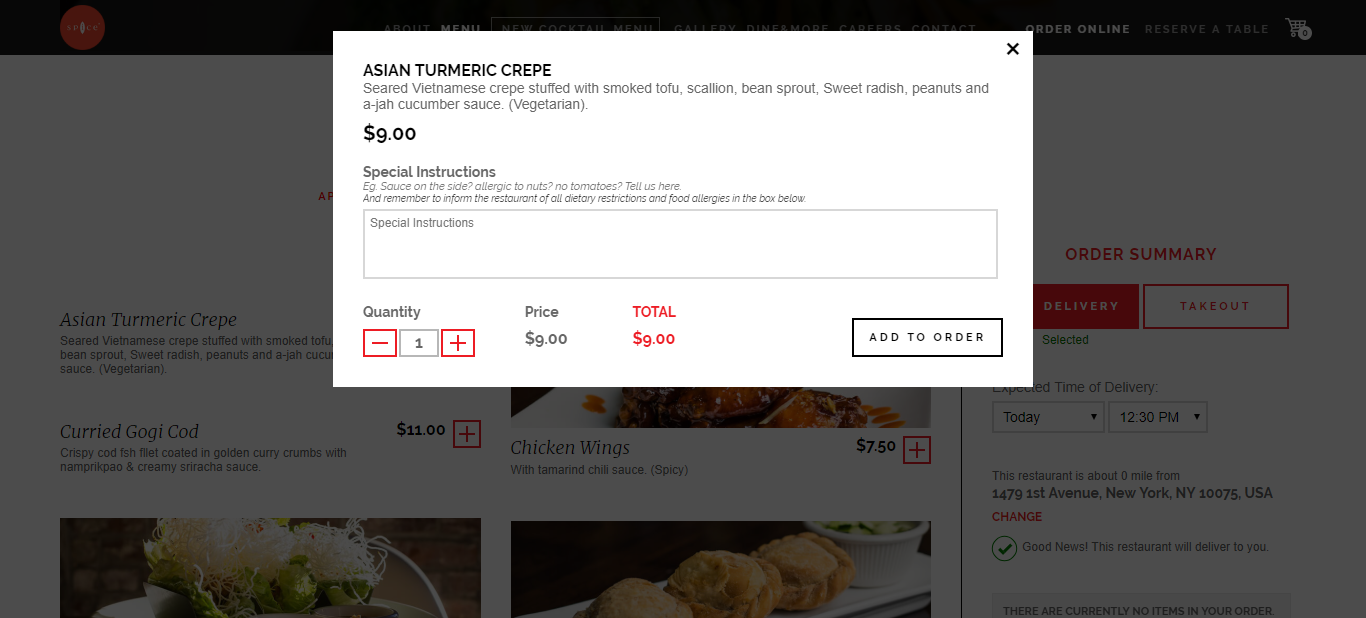 spice
ABOUT MENU NEW COCKTAIL MENU GALLERY DINE&MORE CAREERS CONTACT ORDER ONLINE RESERVE A TABLE 0
ASIAN TURMERIC CREPE
Seared Vietnamese crepe stuffed with smoked tofu, scallion, bean sprout, Sweet radish, peanuts and
a-jah cucumber sauce. (Vegetarian).
$9.00
Special Instructions
Eg. Sauce on the side? allergic to nuts? no tomatoes? Tell us here.
And remember to inform the restaurant of all dietary restrictions and food allergies in the box below.
Special Instructions
Quantity Price TOTAL
1 $9.00 $9.00
ADD TO ORDER
AP
Asian Turmeric Crepe
Seared Vietnamese crepe stuffed with smoked tofu,
bean sprout, Sweet radish, peanuts and a-jah cucu
sauce. (Vegetarian).
Curried Gogi Cod $11.00
Crispy cod fsh flet coated in golden curry crumbs with
namprikpao & creamy sriracha sauce.
Chicken Wings $7.50
With tamarind chili sauce. (Spicy)
ORDER SUMMARY
DELIVERY TAKEOUT
Selected
Expected Time of Delivery:
Today 12:30 PM
This restaurant is about 0 mile from
1479 1st Avenue, New York, NY 10075, USA
CHANGE
Good News! This restaurant will deliver to you.
THERE ARE CURRENTLY NO ITEMS IN YOUR ORDER.